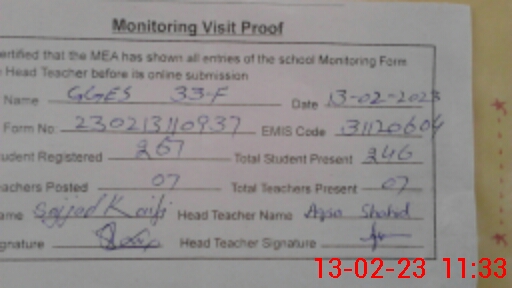 Monitoring Visit Proof
ertified that the MEA has shown all entries of the school Monitoring Form
Head Teacher before its online submission
Name GGES 33-F Date 13-02-2023
Form No: 230213110937 EMIS Code 31120604
udent Registered 267 Total Student Present 246
achers Posted 07 Total Teachers Present 07
ame Sajjad Kaifi Head Teacher Name Aqsa Shahid
gnature Head Teacher Signature
13-02-23 11:33